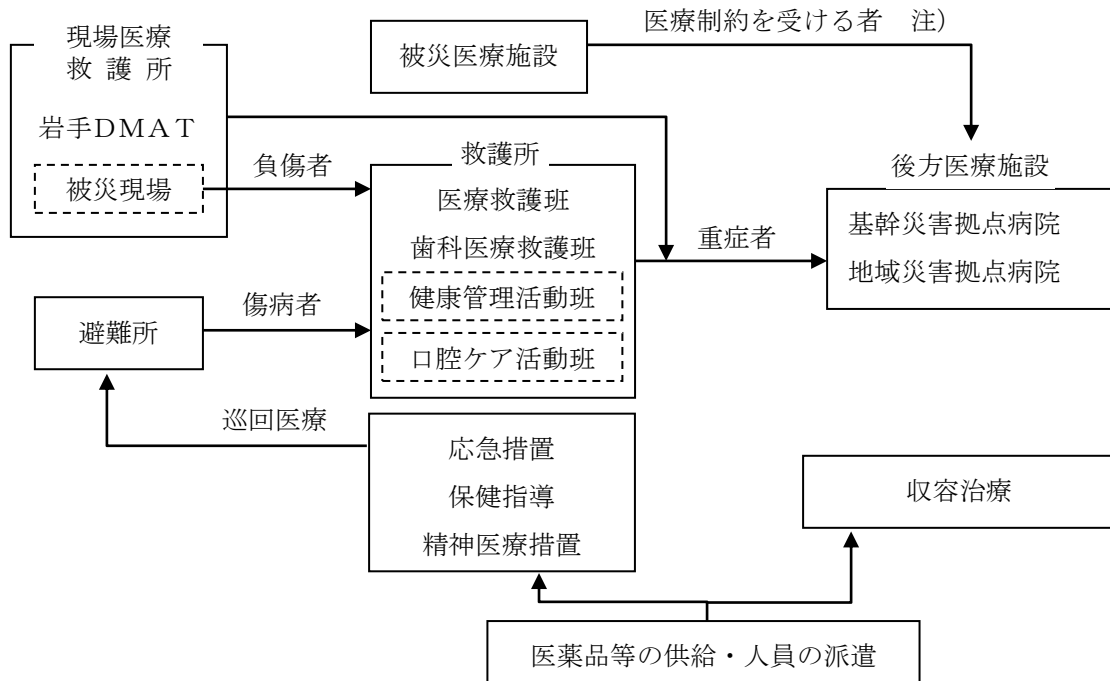 現場医療
救 護 所
岩手DMAT
被災現場
被災医療施設
医療制約を受ける者　注）
負傷者
救護所
医療救護班
歯科医療救護班
健康管理活動班
口腔ケア活動班
重症者
後方医療施設
基幹災害拠点病院
地域災害拠点病院
避難所
傷病者
巡回医療
応急措置
保健指導
精神医療措置
収容治療
医薬品等の供給・人員の派遣